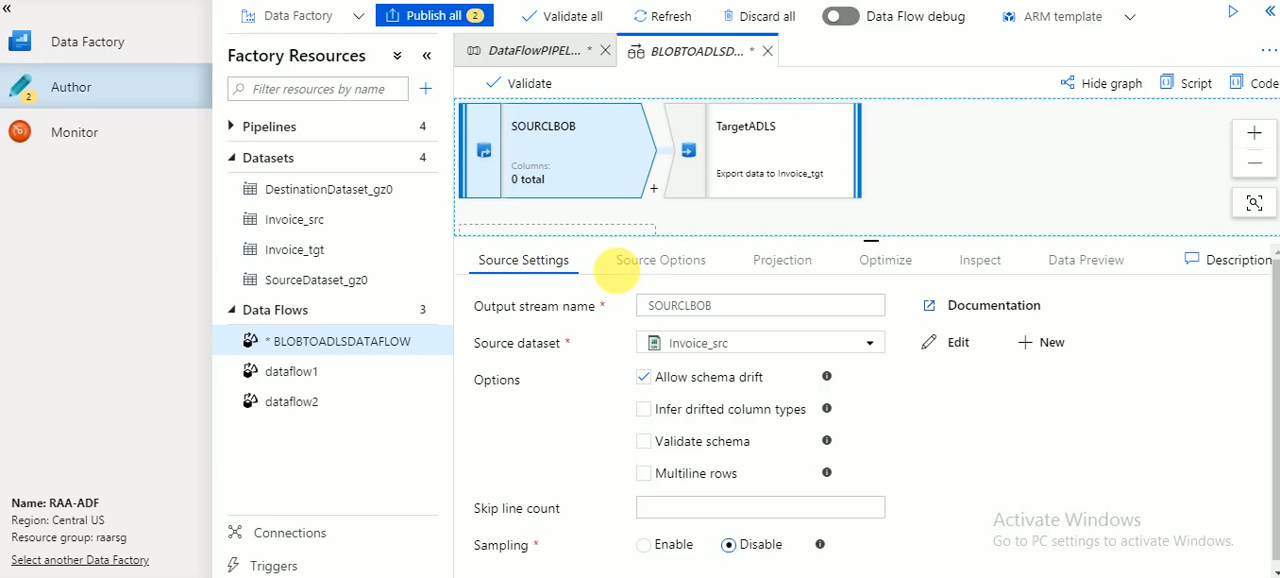 «
Data Factory
Author
2
Monitor
Name: RAA-ADF
Region: Central US
Resource group: raarsg
Select another Data Factory
Data Factory
Publish all 2
Validate all
Refresh
Discard all
Data Flow debug
ARM template
«
Factory Resources
«
Filter resources by name
+
Pipelines 4
Datasets 4
DestinationDataset_gz0
Invoice_src
Invoice_tgt
SourceDataset_gz0
Data Flows 3
* BLOBTOADLSDATAFLOW
dataflow1
dataflow2
Connections
Triggers
DataFlowPIPEL... *
BLOBTOADLSD... *
...
Validate
Hide graph
Script
Code
SOURCLBOB
Columns:
0 total
+
TargetADLS
Export data to Invoice_tgt
Source Settings
Source Options
Projection
Optimize
Inspect
Data Preview
Description
Output stream name *
SOURCLBOB
Documentation
Source dataset *
Invoice_src
Edit
+ New
Options
Allow schema drift
Infer drifted column types
Validate schema
Multiline rows
Skip line count
Sampling *
Enable
Disable
Activate Windows
Go to PC settings to activate Windows.